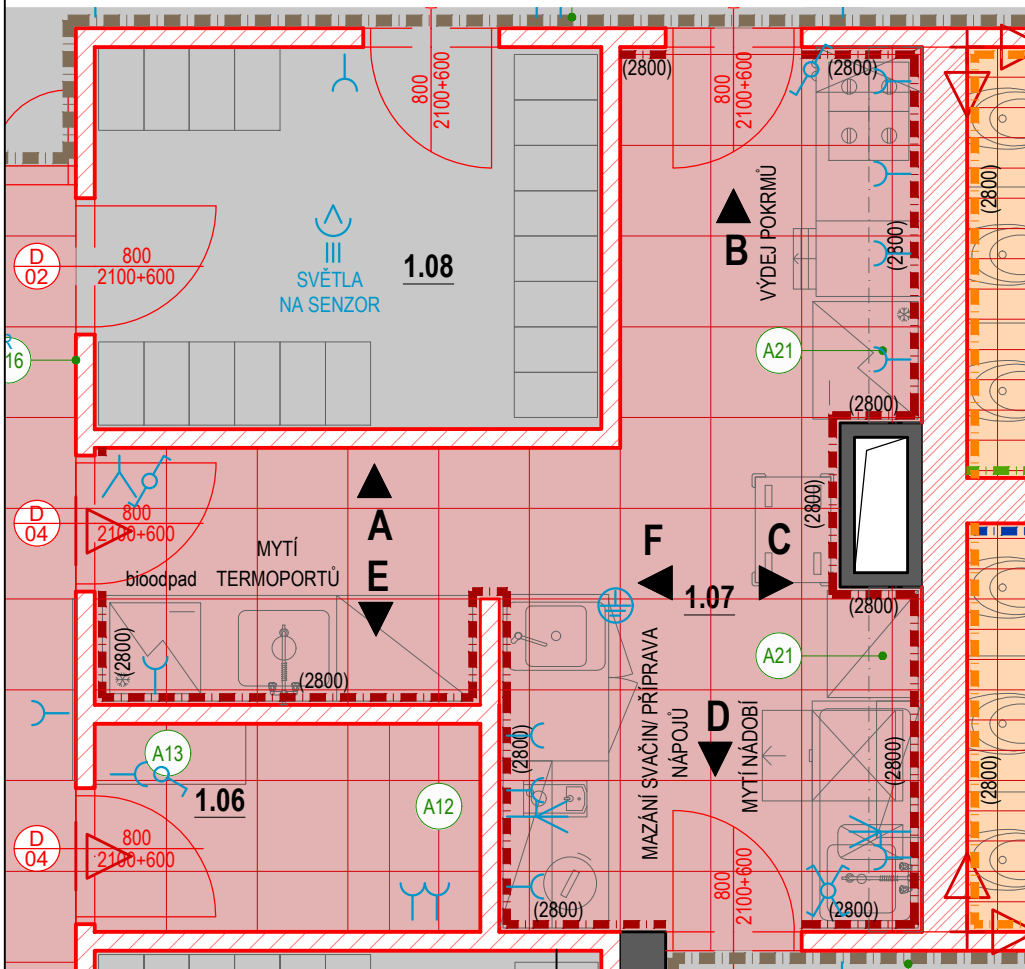 800
2100+600
(2800)
800
2100+600
(2800)
(2800)
D
02
800
2100+600
SVĚTLA
NA SENZOR
1.08
B
VÝDEJ POKRMŮ
(2800)
16
A21
(2800)
D
04
800
2100+600
A
E
MYTÍ
TERMOPORTŮ
bioodpad
(2800)
(2800)
F
C
1.07
(2800)
(2800)
A21
MAZÁNÍ SVAČIN/ PŘÍPRAVA
NÁPOJŮ
D
MYTÍ NÁDOBÍ
(2800)
(2800)
(2800)
A13
1.06
A12
D
04
800
2100+600
800
2100+600
(2800)
(2800)